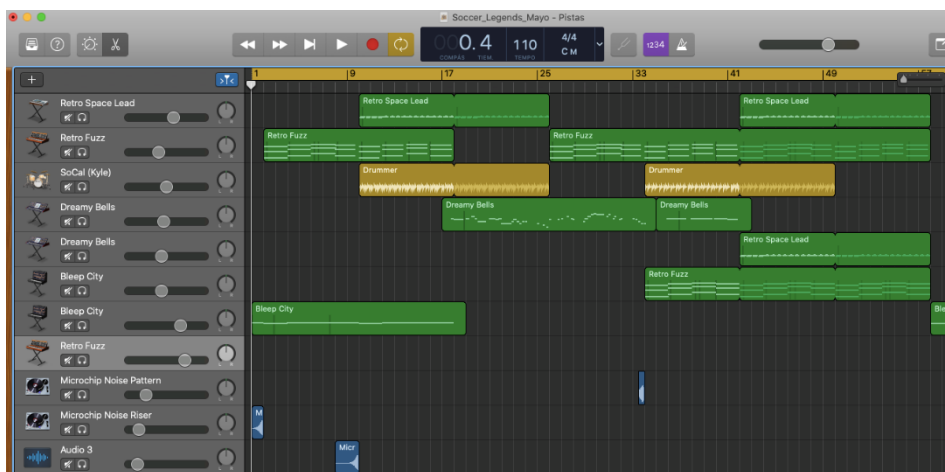 Soccer_Legends_Mayo - Pistas
000.4 110 4/4
C M
COMPÁS TIEM TEMPO
1234
1 9 17 25 33 41 49
Retro Space Lead
Retro Fuzz
SoCal (Kyle)
Dreamy Bells
Dreamy Bells
Bleep City
Bleep City
Retro Fuzz
Microchip Noise Pattern
Microchip Noise Riser
Audio 3
Retro Space Lead Retro Space Lead
Retro Fuzz Retro Fuzz
Drummer Drummer
Dreamy Bells Dreamy Bells
Retro Space Lead
Retro Fuzz
Bleep City Ble
M
Micr